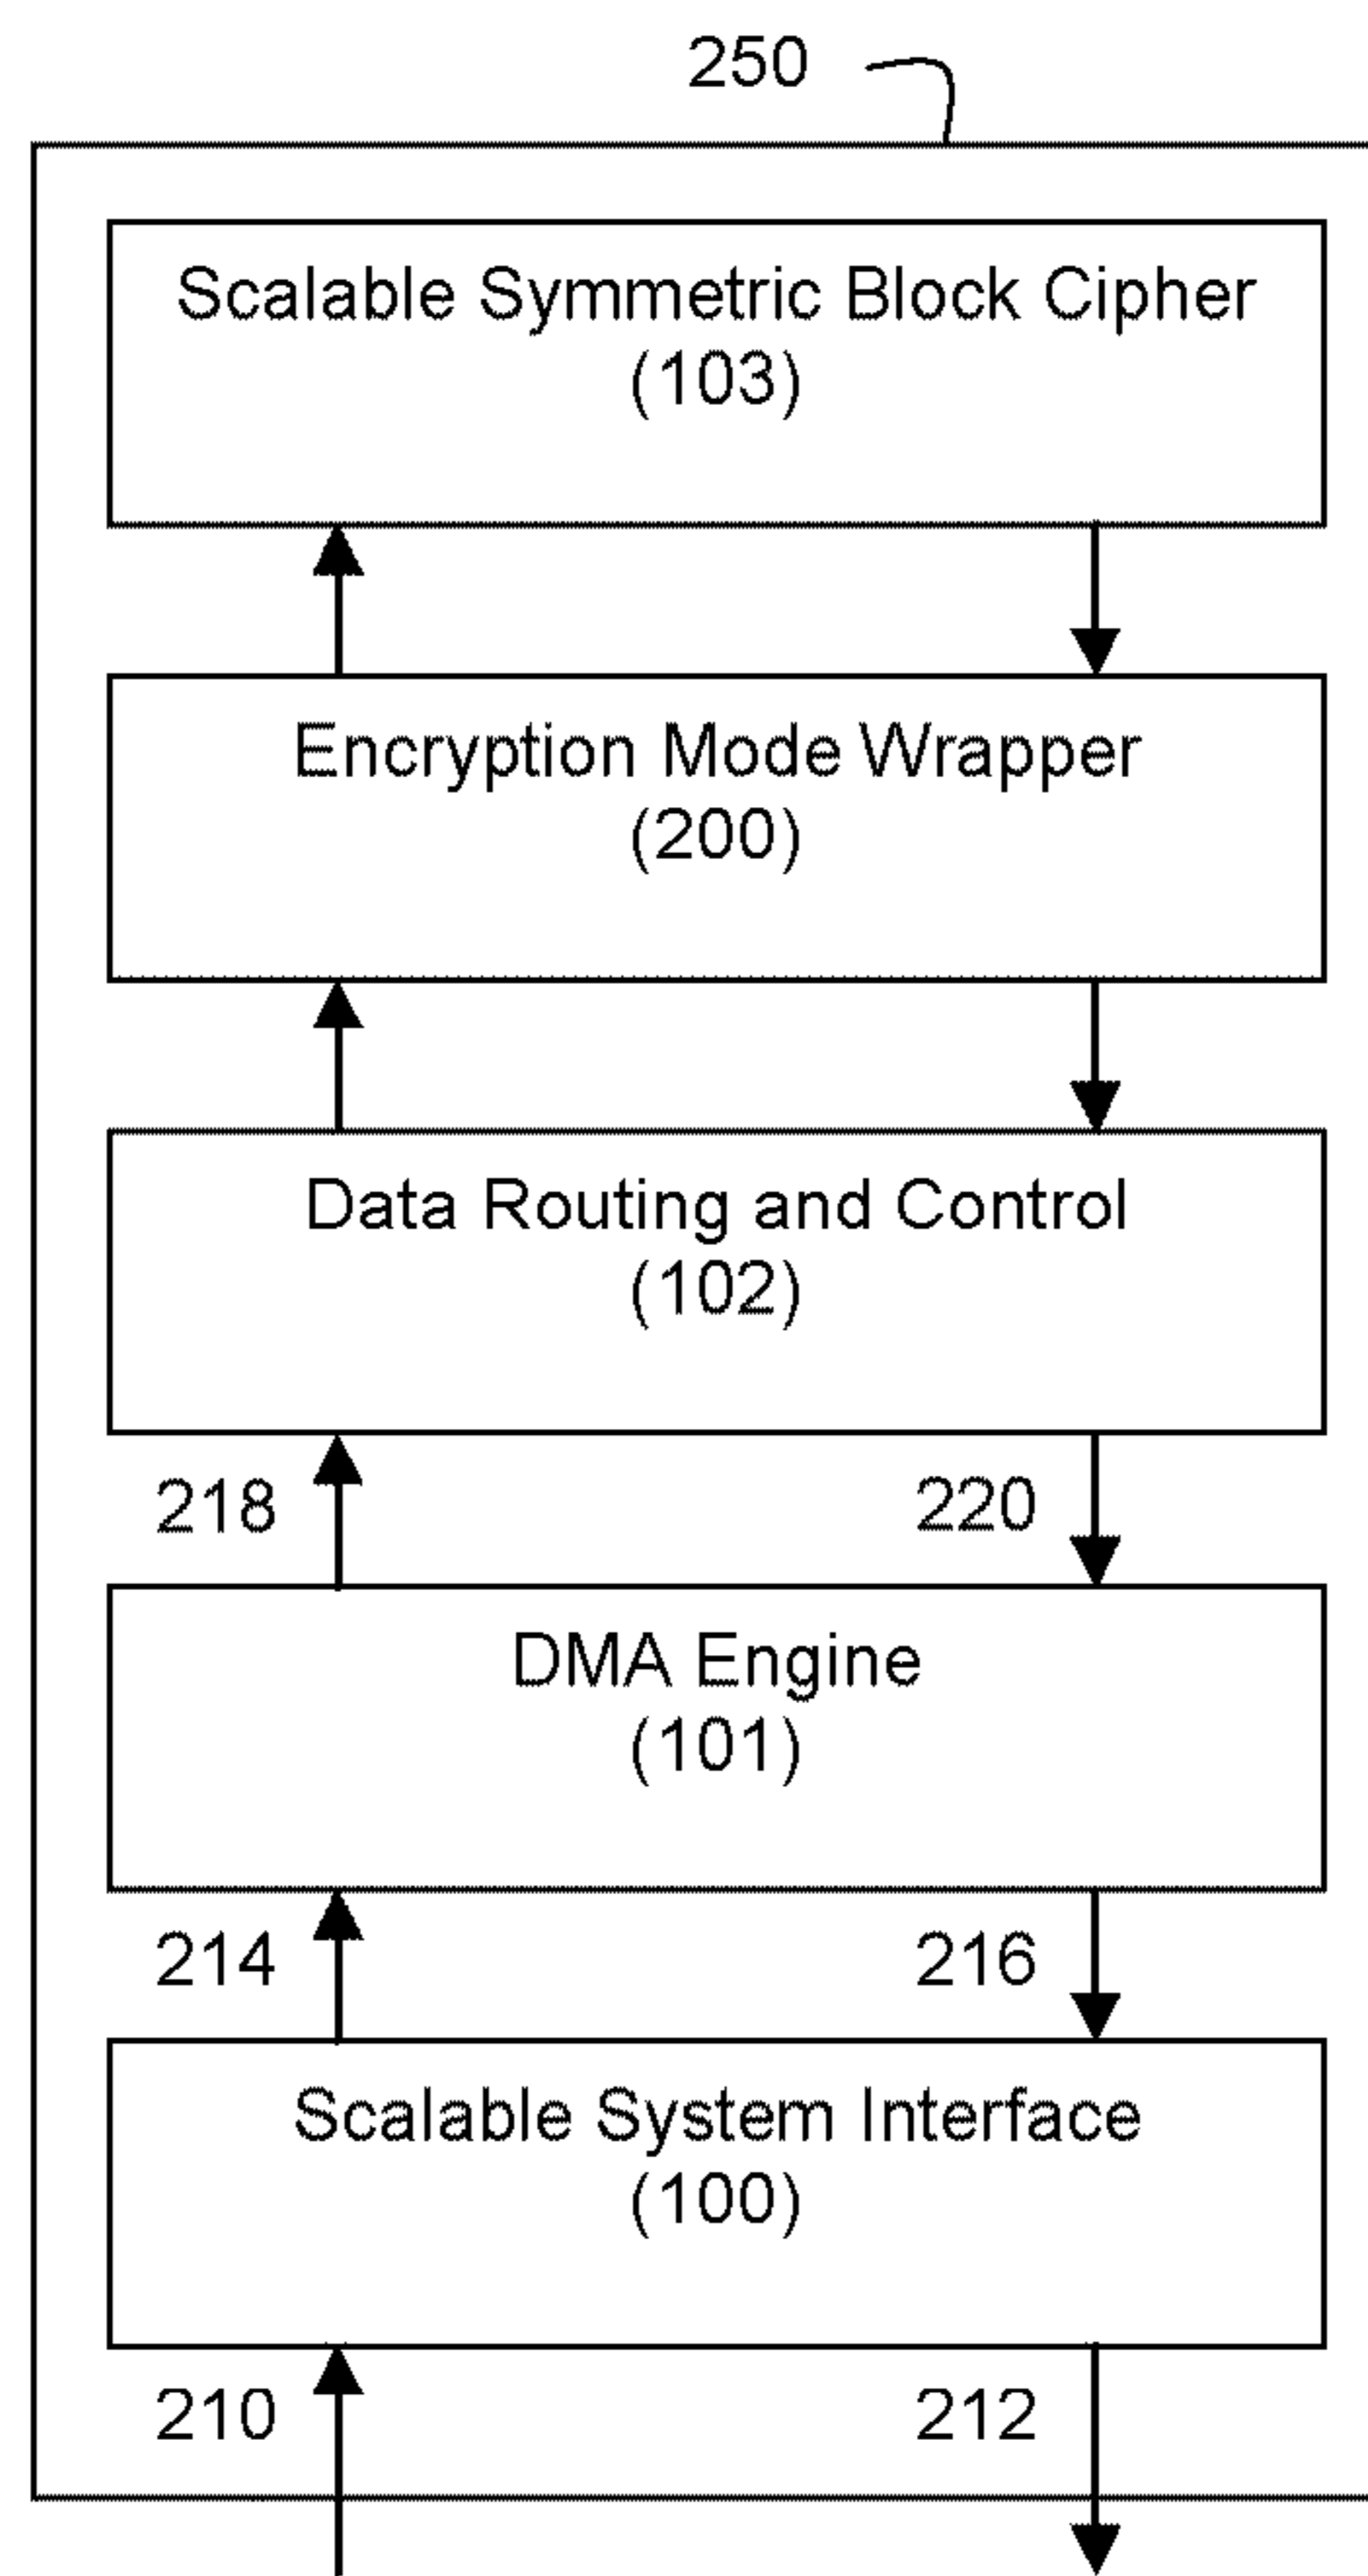 250
Scalable Symmetric Block Cipher
(103)
Encryption Mode Wrapper
(200)
Data Routing and Control
(102)
218
220
DMA Engine
(101)
214
216
Scalable System Interface
(100)
210
212